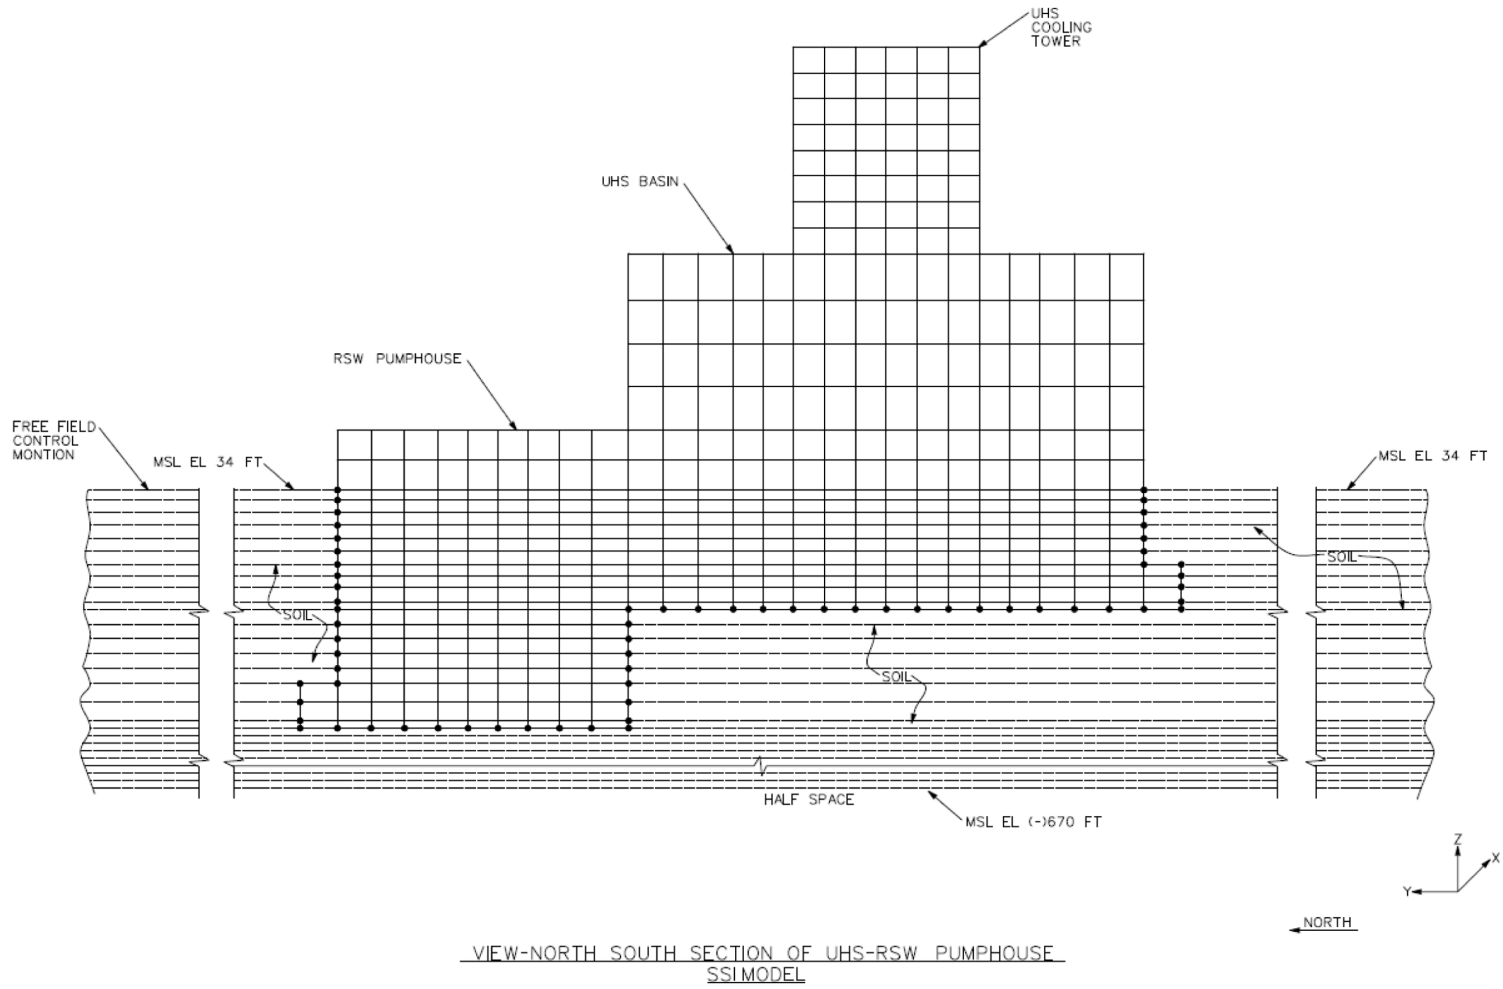 UHS
COOLING
TOWER
UHS BASIN
RSW PUMPHOUSE
FREE FIELD
CONTROL
MONTION
MSL EL 34 FT
MSL EL 34 FT
SOIL
SOIL
SOIL
HALF SPACE
MSL EL (-)670 FT
Z
X
Y
NORTH
VIEW-NORTH SOUTH SECTION OF UHS-RSW PUMPHOUSE
SSI MODEL